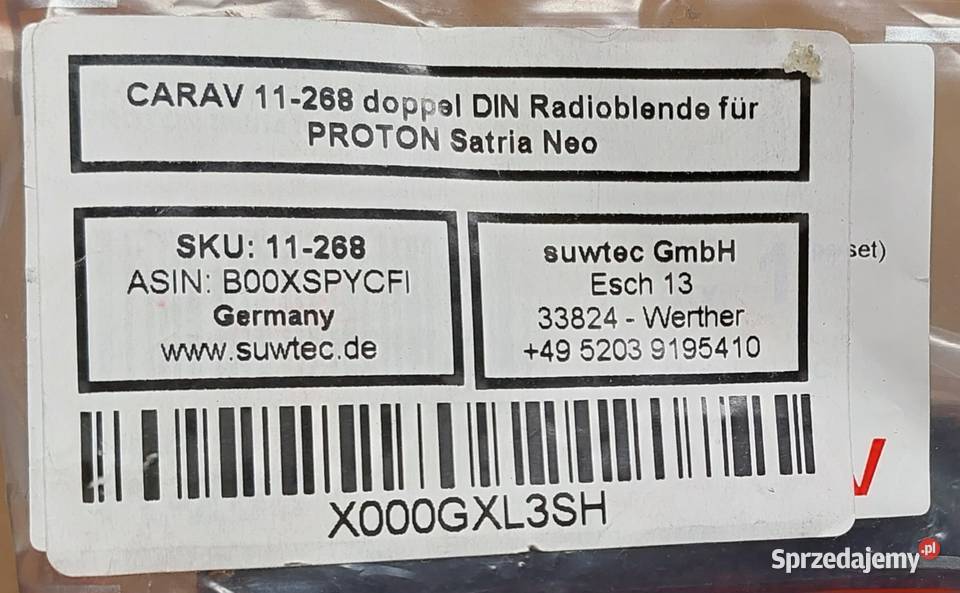 CARAV 11-268 doppel DIN Radioblende für
PROTON Satria Neo
SKU: 11-268
ASIN: B00XSPYCFI
Germany
www.suwtec.de
suwtec GmbH
Esch 13
33824 - Werther
+49 5203 9195410
set)
X000GXL3SH
Sprzedajemy.pl